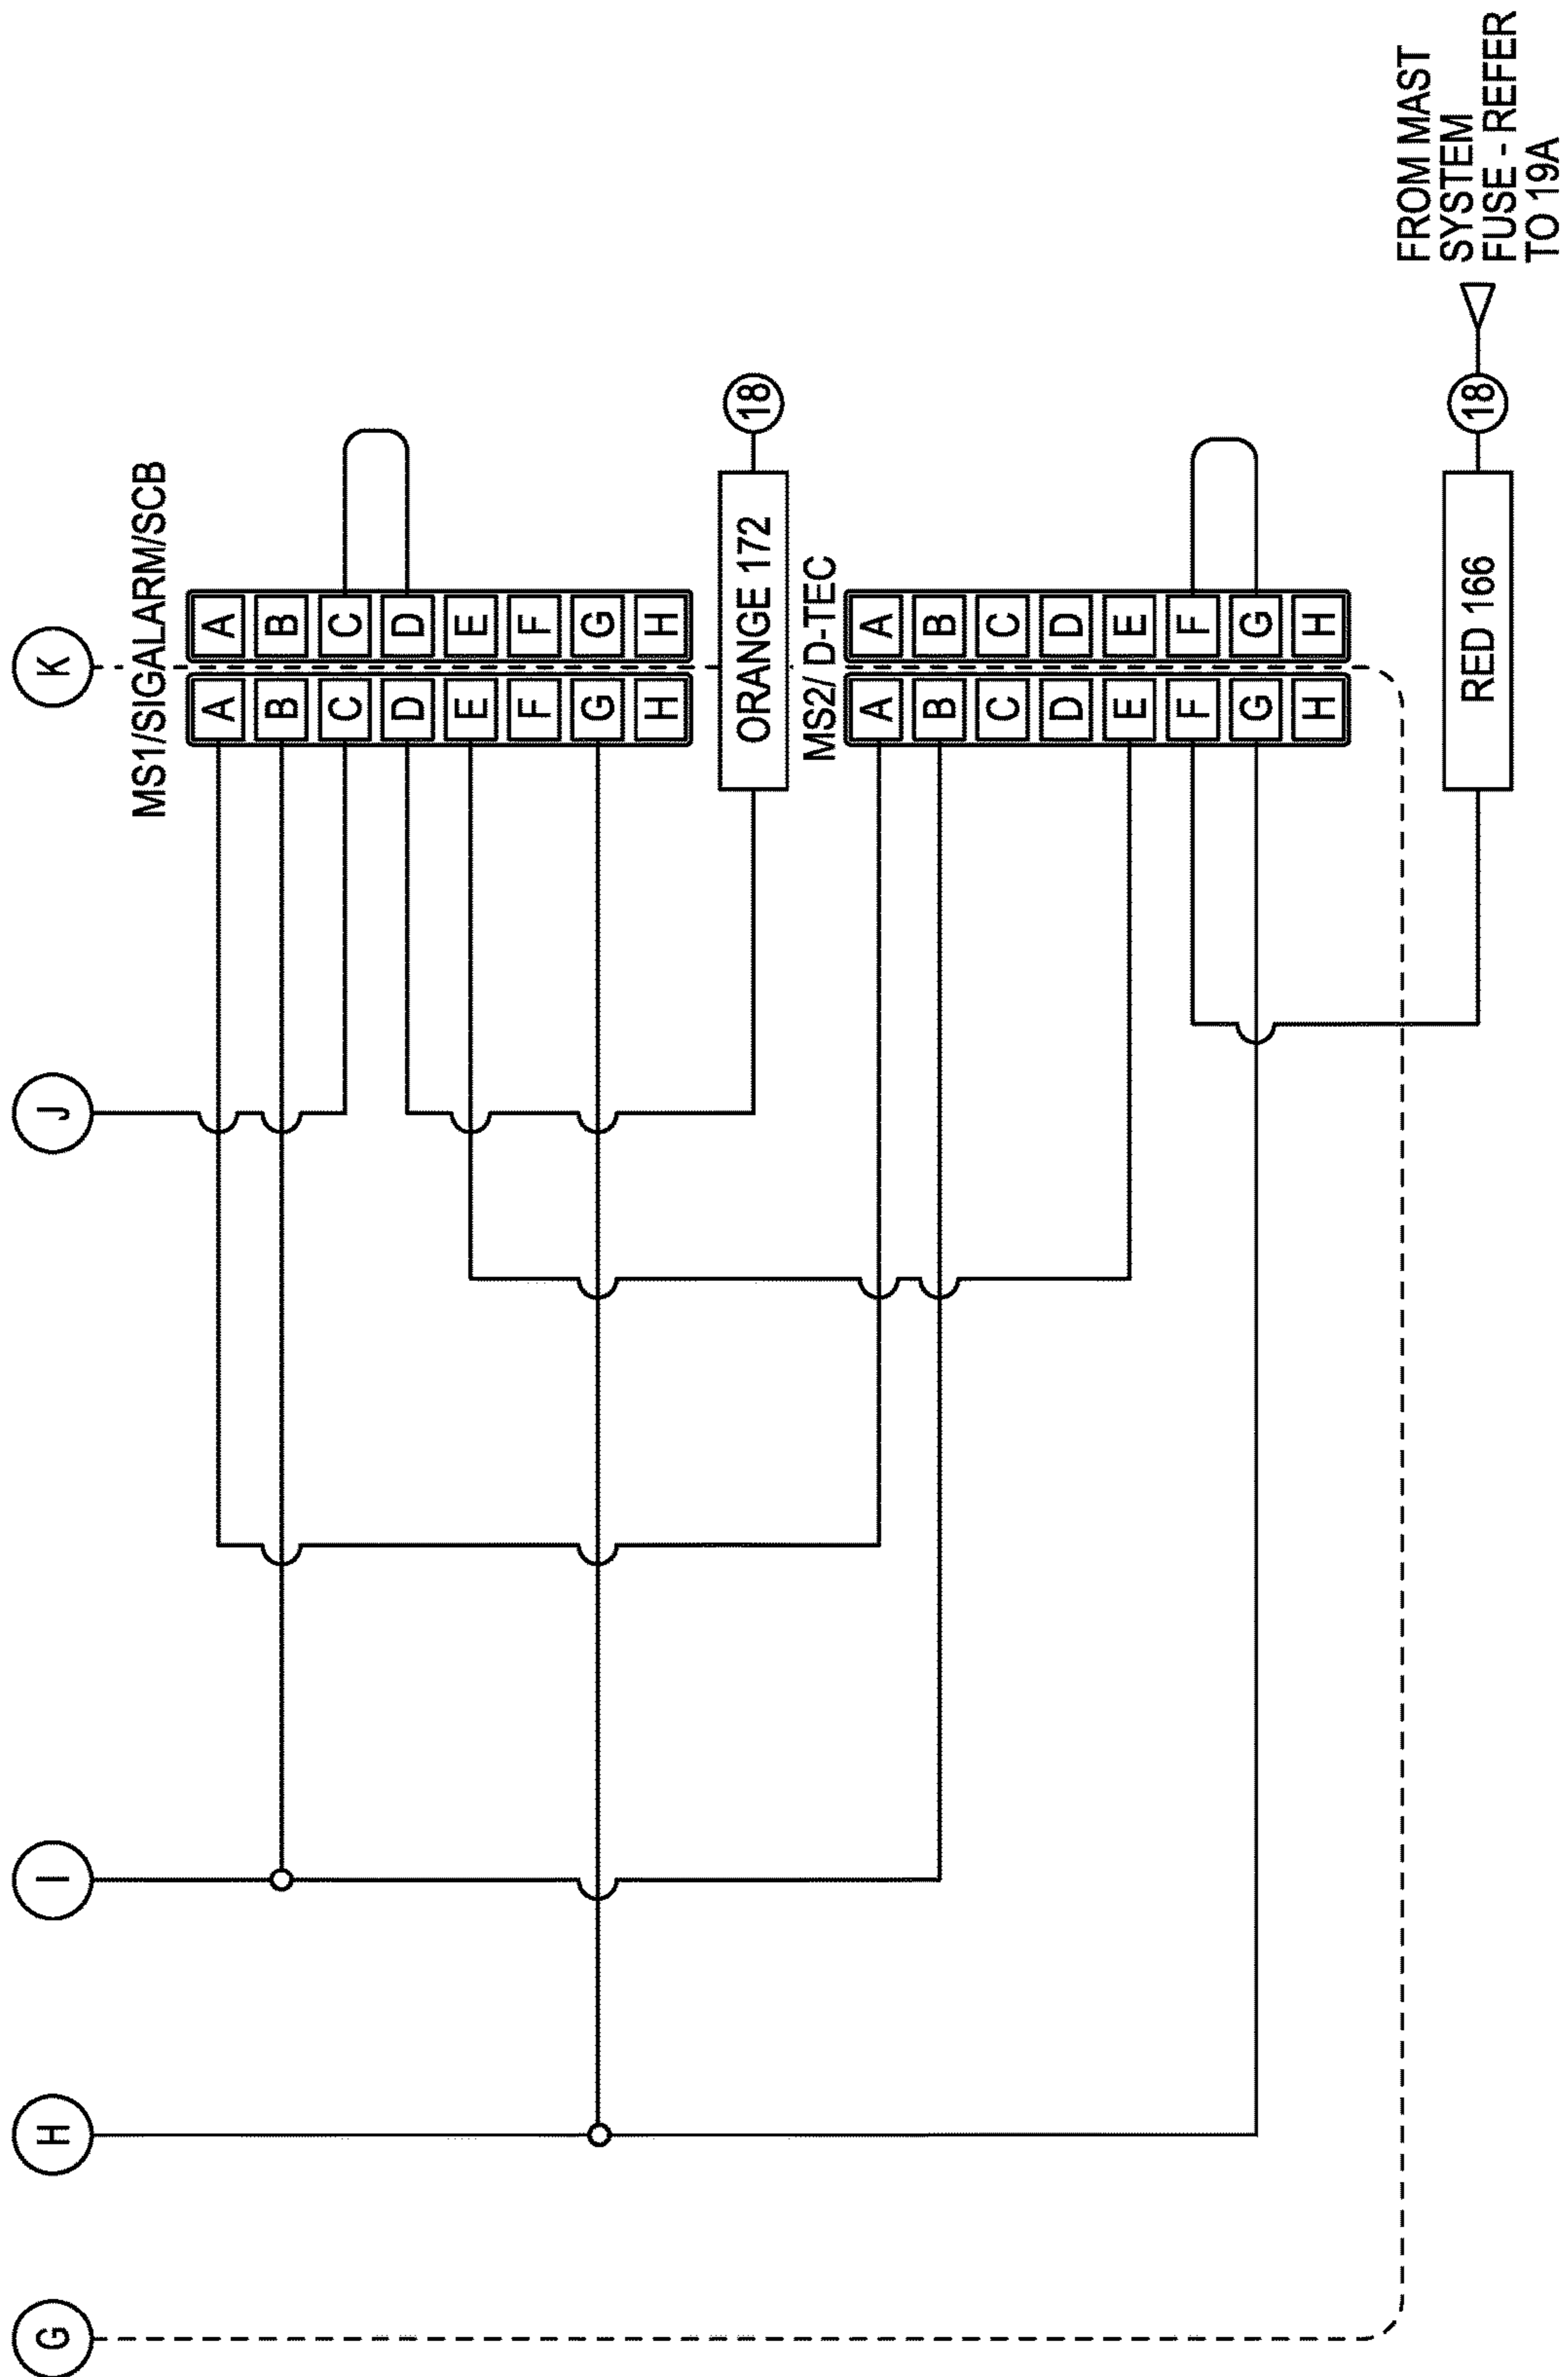 G
H
I
J
K
MS1/SIGALARM/SCB
A
B
C
D
E
F
G
H
A
B
C
D
E
F
G
H
ORANGE 172
18
MS2/ D-TEC
A
B
C
D
E
F
G
H
A
B
C
D
E
F
G
H
RED 166
18
FROM MAST
SYSTEM
FUSE - REFER
TO 19A